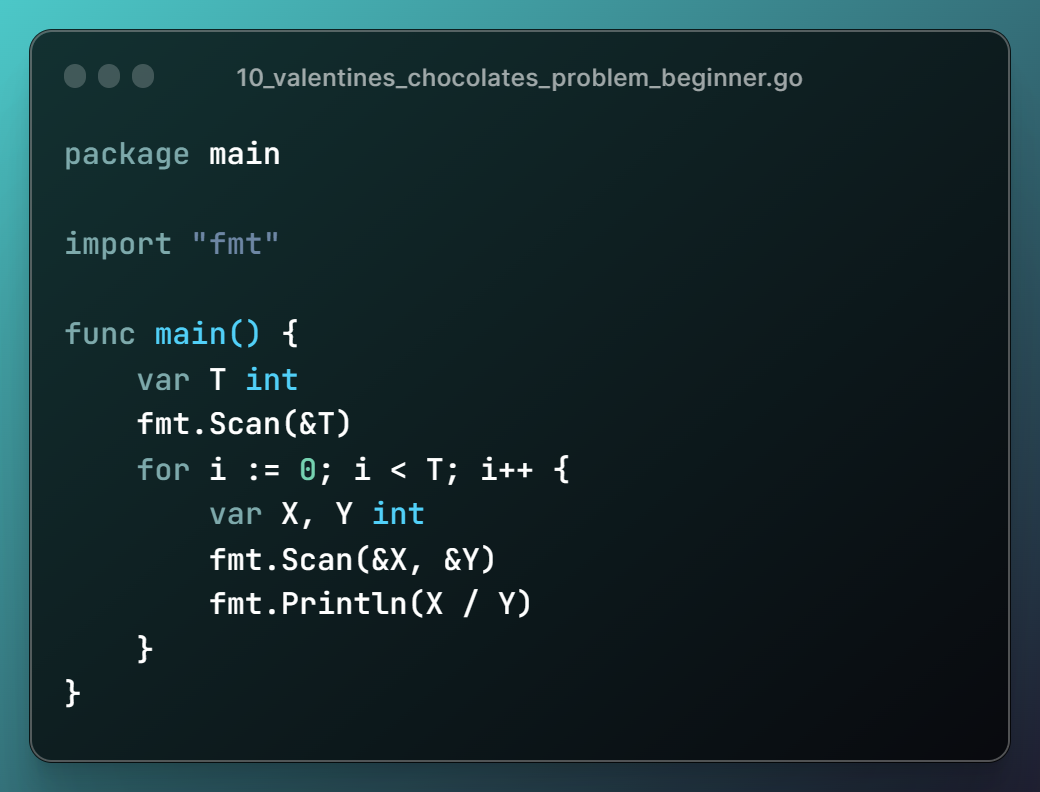 10_valentines_chocolates_problem_beginner.go
package main
import "fmt"
func main() {
    var T int
    fmt.Scan(&T)
    for i := 0; i < T; i++ {
        var X, Y int
        fmt.Scan(&X, &Y)
        fmt.Println(X / Y)
    }
}